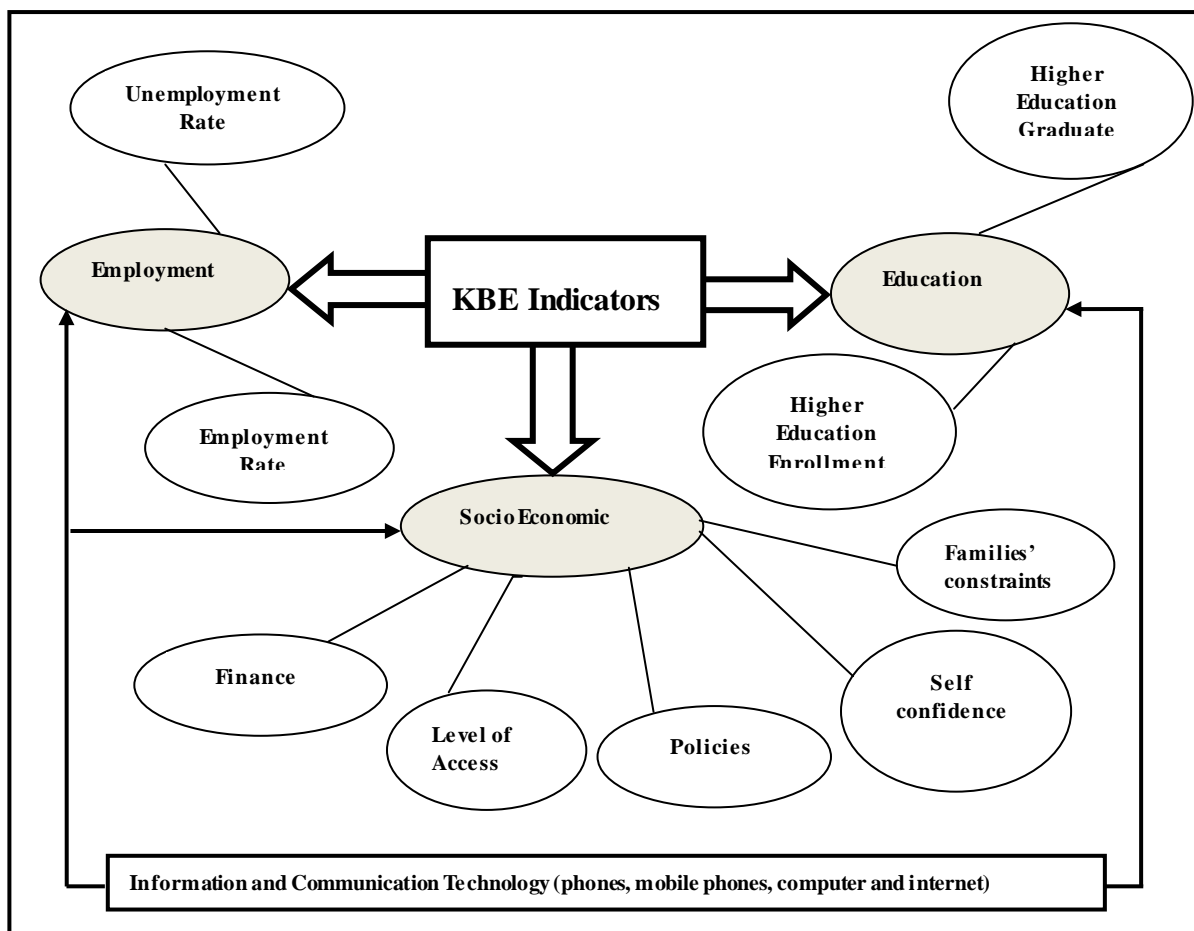 Unemployment
Rate
Higher
Education
Graduate
Employment
KBE Indicators
Education
Employment
Rate
Higher
Education
Enrollment
Socio Economic
Families’
constraints
Finance
Self
confidence
Level of
Access
Policies
Information and Communication Technology (phones, mobile phones, computer and internet)